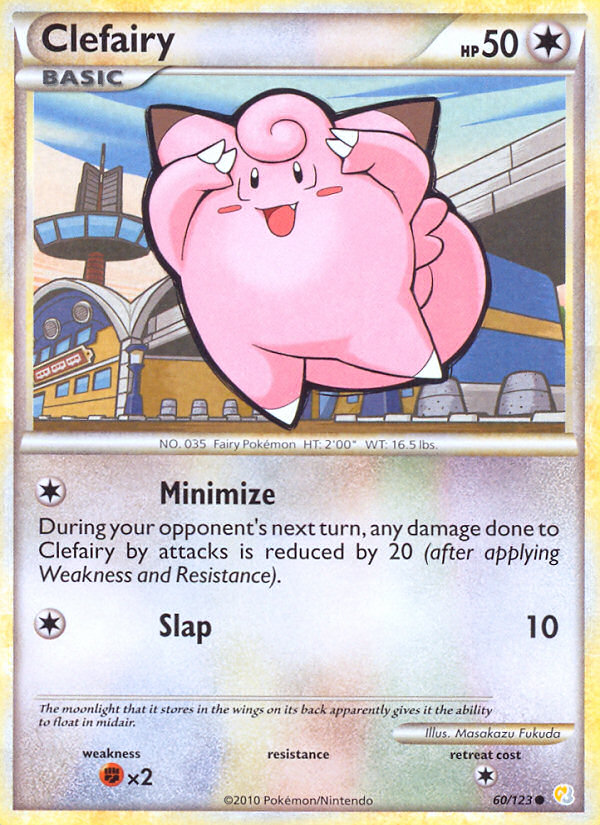 Clefairy
HP 50
BASIC
NO. 035 Fairy Pokémon HT: 2'00" WT: 16.5 lbs.
Minimize
During your opponent's next turn, any damage done to
Clefairy by attacks is reduced by 20 (after applying
Weakness and Resistance).
Slap 10
The moonlight that it stores in the wings on its back apparently gives it the ability
to float in midair.
Illus. Masakazu Fukuda
weakness resistance retreat cost
×2
©2010 Pokémon/Nintendo 60/123